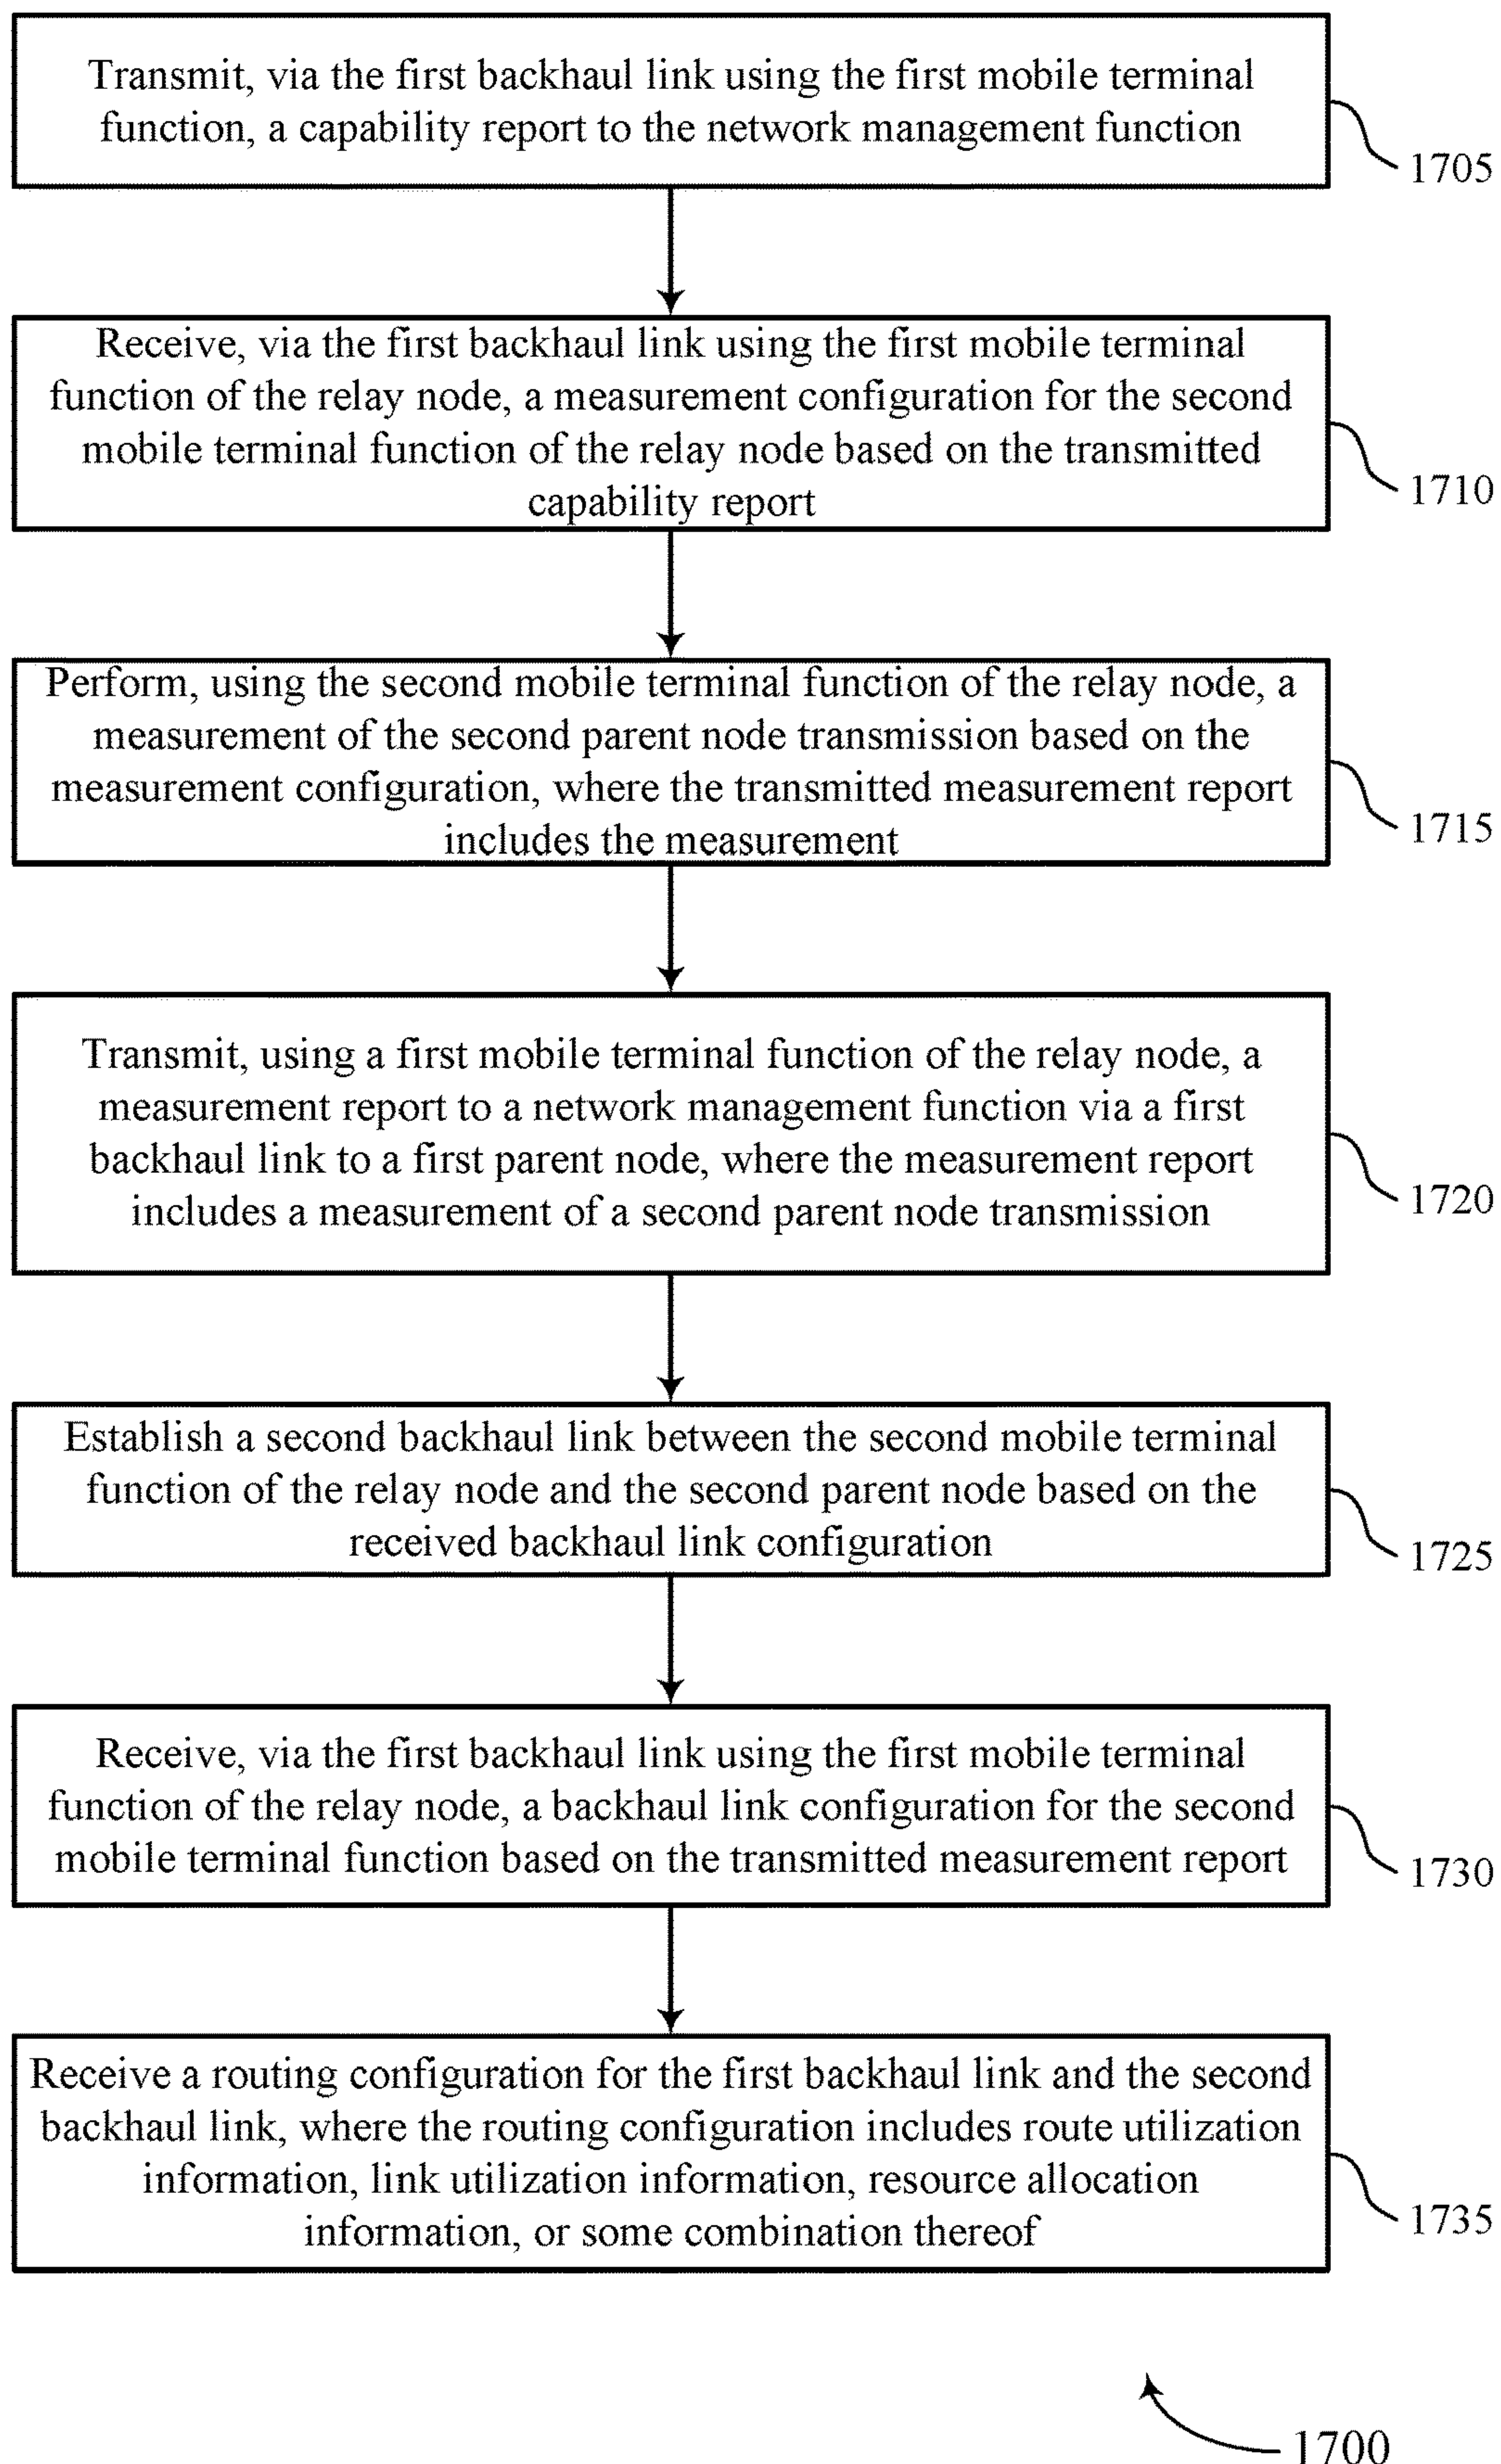 Transmit, via the first backhaul link using the first mobile terminal
function, a capability report to the network management function
1705
Receive, via the first backhaul link using the first mobile terminal
function of the relay node, a measurement configuration for the second
mobile terminal function of the relay node based on the transmitted
capability report
1710
Perform, using the second mobile terminal function of the relay node, a
measurement of the second parent node transmission based on the
measurement configuration, where the transmitted measurement report
includes the measurement
1715
Transmit, using a first mobile terminal function of the relay node, a
measurement report to a network management function via a first
backhaul link to a first parent node, where the measurement report
includes a measurement of a second parent node transmission
1720
Establish a second backhaul link between the second mobile terminal
function of the relay node and the second parent node based on the
received backhaul link configuration
1725
Receive, via the first backhaul link using the first mobile terminal
function of the relay node, a backhaul link configuration for the second
mobile terminal function based on the transmitted measurement report
1730
Receive a routing configuration for the first backhaul link and the second
backhaul link, where the routing configuration includes route utilization
information, link utilization information, resource allocation
information, or some combination thereof
1735
1700